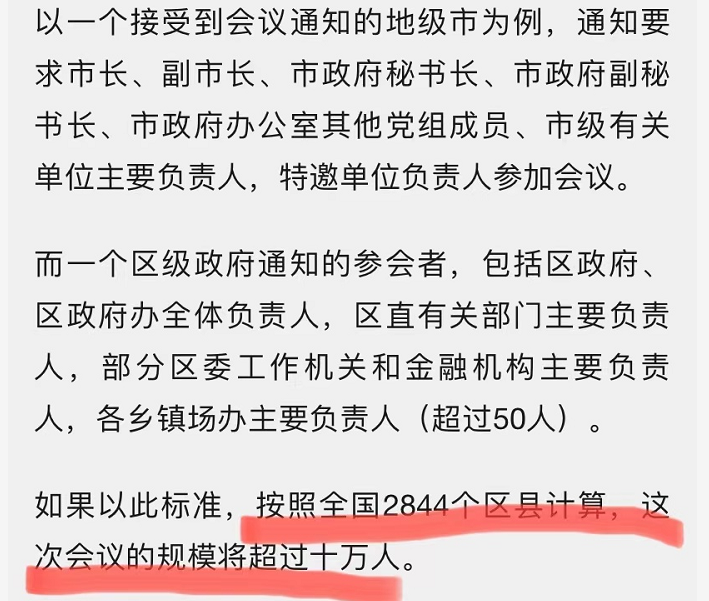 以一个接受到会议通知的地级市为例，通知要
求市长、副市长、市政府秘书长、市政府副秘
书长、市政府办公室其他党组成员、市级有关
单位主要负责人，特邀单位负责人参加会议。
而一个区级政府通知的参会者，包括区政府、
区政府办全体负责人，区直有关部门主要负责
人，部分区委工作机关和金融机构主要负责
人，各乡镇场办主要负责人（超过50人）。
如果以此标准，按照全国2844个区县计算，这
次会议的规模将超过十万人。